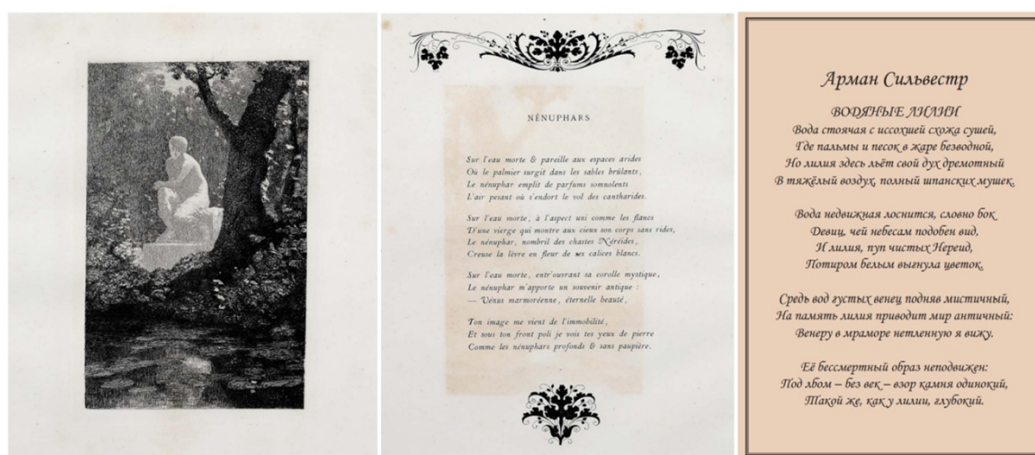 NÉNUPHARS
Sur l'eau morte & pareille aux espaces arides
Où le palmier surgit dans les sables brûlants,
Le nénuphar emplit de parfums somnolents
L'air pesant où s'endort le vol des cantharides.
Sur l'eau morte, à l'aspect uni comme les flancs
D'une vierge qui montre aux cieux son corps sans rides,
Le nénuphar, nombril des chastes Néréides,
Creuse la lèvre en fleur de ses calices blancs.
Sur l'eau morte, entr'ouvrant sa corolle mystique,
Le nénuphar m'apporte un souvenir antique :
— Vénus marmoréenne, éternelle beauté,
Ton image me vient de l'immobilité,
Et sous ton front poli je vois tes yeux de pierre
Comme les nénuphars profonds & sans paupière.
Арман Сильвестр
ВОДЯНЫЕ ЛИЛИИ
Вода стоячая с иссохшей схожа сушей,
Где пальмы и песок в жаре безводной,
Но лилия здесь льёт свой дух дремотный
В тяжёлый воздух, полный шпанских мушек.
Вода недвижная лоснится, словно бок
Девиц, чей небесам подобен вид,
И лилия, пуп чистых Нереид,
Потиром белым выгнула цветок.
Средь вод густых венец подняв мистичный,
На память лилия приводит мир античный:
Венеру в мраморе нетленную я вижу.
Её бессмертный образ неподвижен:
Под лбом – без век – взор камня одинокий,
Такой же, как у лилии, глубокий.